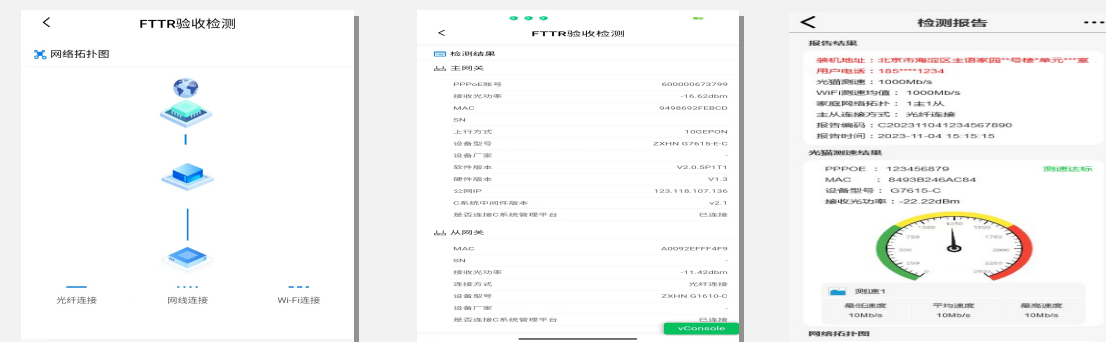 FTTR验收检测
网络拓扑图
光纤连接
网线连接
Wi-Fi连接
FTTR验收检测
检测结果
主网关
PPPoE账号 600000673799
接收光功率 -16.62dbm
MAC 9498692FEBCD
SN
上行方式 10GEPON
设备型号 ZXHN G7615-E-C
设备厂家 -
软件版本 V2.0.5P1T1
硬件版本 V1.3
公网IP 123.118.107.136
C系统中间件版本 v2.1
是否连接C系统管理平台 已连接
从网关
MAC A0092EFFF4F9
SN -
接收光功率 -11.42dbm
连接方式 光纤连接
设备型号 ZXHN G1610-C
设备厂家 -
是否连接C系统管理平台 已连接
vConsole
检测报告
报告结果
装机地址：北京市海淀区主语家园**号楼*单元***室
用户电话：185****1234
光猫测速：1000Mb/s
WiFi测速均值：1000Mb/s
家庭网络拓扑：1主1从
主从连接方式：光纤连接
报告编码：C202311041234567890
报告时间：2023-11-04 15:15:15
光猫测速结果
PPPOE ：123456879 测速达标
MAC ：8493B246AC84
设备型号：G7615-C
接收光功率：-22.22dBm
测速1
最低速度 平均速度 最高速度
10Mb/s 10Mb/s 10Mb/s
网络拓扑图